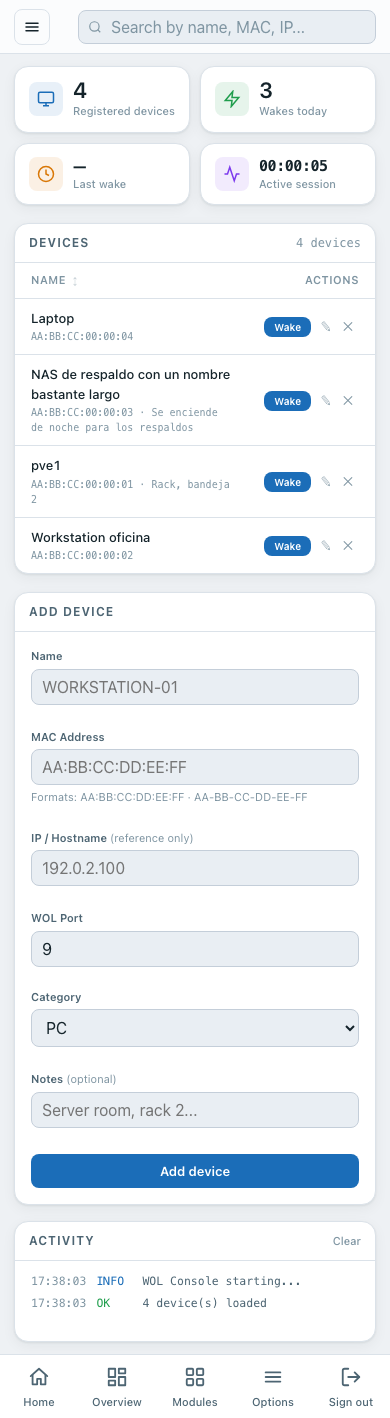 Search by name, MAC, IP...
4
Registered devices
3
Wakes today
—
Last wake
00:00:05
Active session
DEVICES
4 devices
NAME ↕
ACTIONS
Laptop
AA:BB:CC:00:00:04
Wake
NAS de respaldo con un nombre
bastante largo
AA:BB:CC:00:00:03 · Se enciende
de noche para los respaldos
Wake
pve1
AA:BB:CC:00:00:01 · Rack, bandeja
2
Wake
Workstation oficina
AA:BB:CC:00:00:02
Wake
ADD DEVICE
Name
WORKSTATION-01
MAC Address
AA:BB:CC:DD:EE:FF
Formats: AA:BB:CC:DD:EE:FF · AA-BB-CC-DD-EE-FF
IP / Hostname (reference only)
192.0.2.100
WOL Port
9
Category
PC
Notes (optional)
Server room, rack 2...
Add device
ACTIVITY
Clear
17:38:03 INFO WOL Console starting...
17:38:03 OK 4 device(s) loaded
Home
Overview
Modules
Options
Sign out